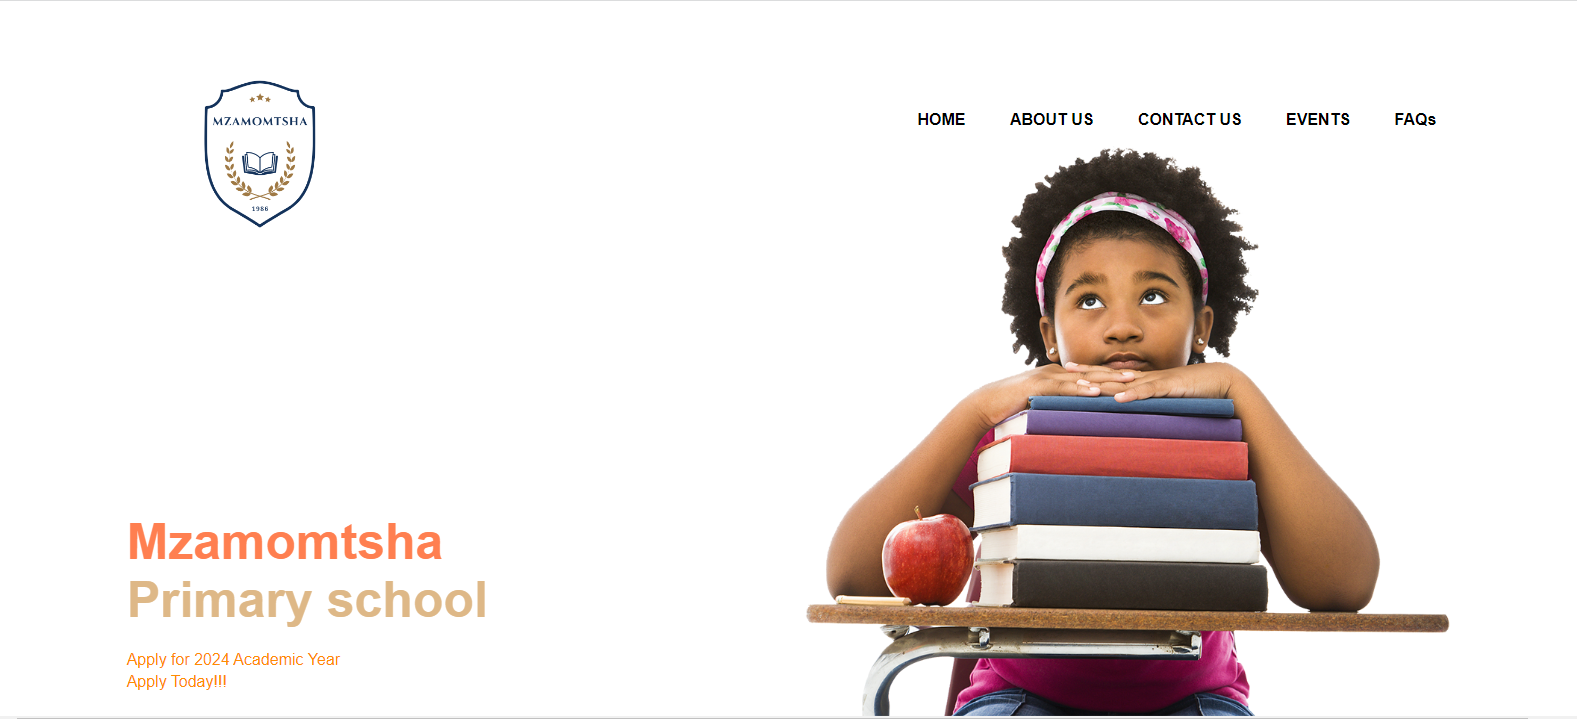 MZAMOMTSHA
1986
HOME ABOUT US CONTACT US EVENTS FAQs
Mzamomtsha
Primary school
Apply for 2024 Academic Year
Apply Today!!!